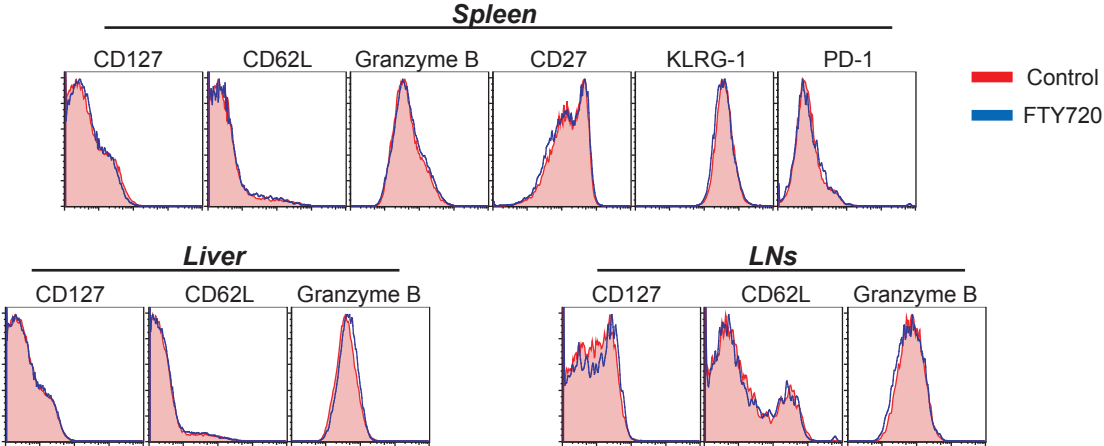 Spleen
CD127 CD62L Granzyme B CD27 KLRG-1 PD-1
Control
FTY720
Liver LNs
CD127 CD62L Granzyme B CD127 CD62L Granzyme B